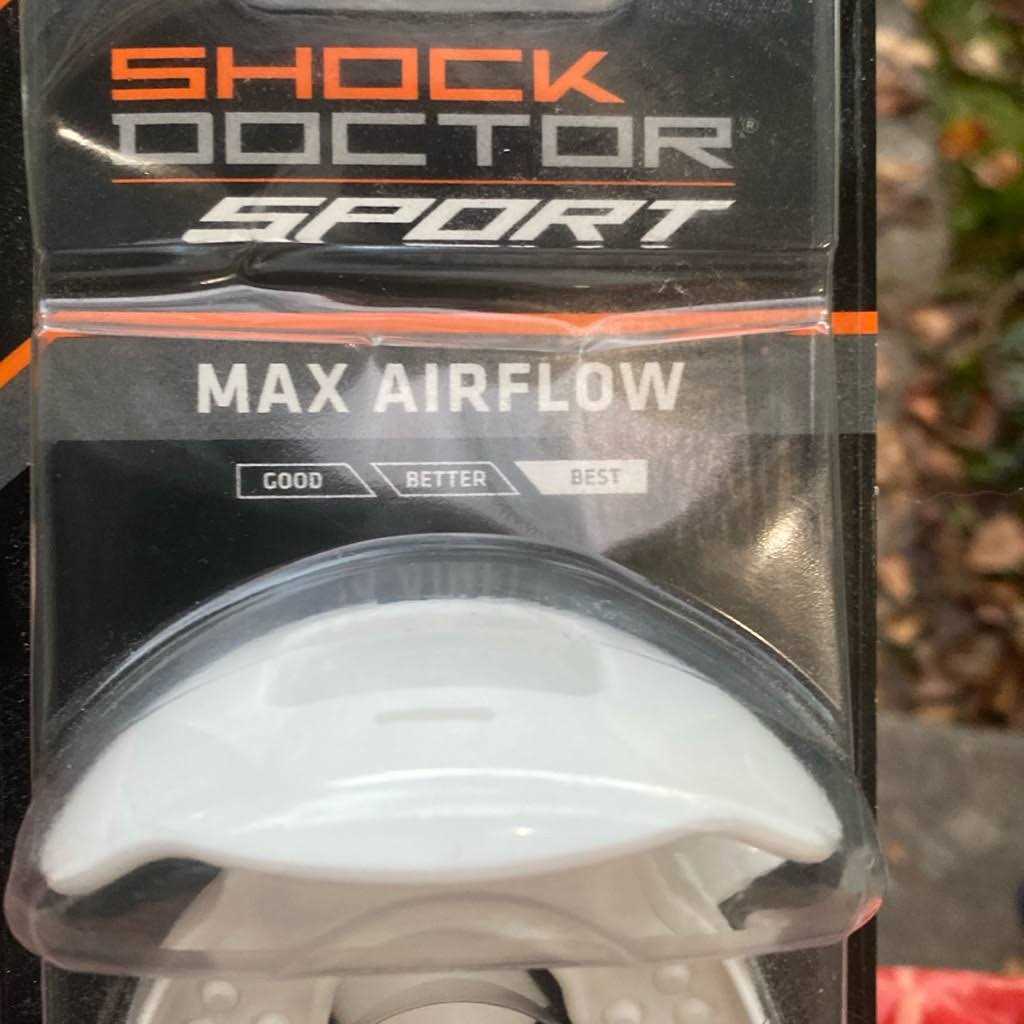 SHOCK
DOCTOR®
SPORT
MAX AIRFLOW
GOOD BETTER BEST